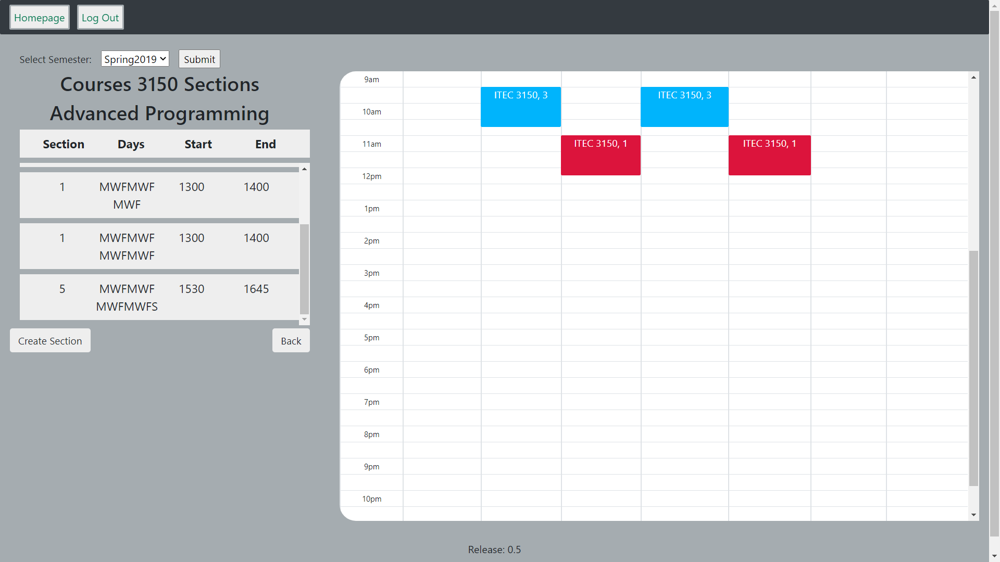 Homepage Log Out
Select Semester: Spring2019 Submit
Courses 3150 Sections
Advanced Programming
Section Days Start End
1 MWFMWF 1300 1400
MWF
1 MWFMWF 1300 1400
MWFMWF
5 MWFMWF 1530 1645
MWFMWFS
Create Section Back
9am
ITEC 3150, 3 ITEC 3150, 3
10am
11am
ITEC 3150, 1 ITEC 3150, 1
12pm
1pm
2pm
3pm
4pm
5pm
6pm
7pm
8pm
9pm
10pm
Release: 0.5